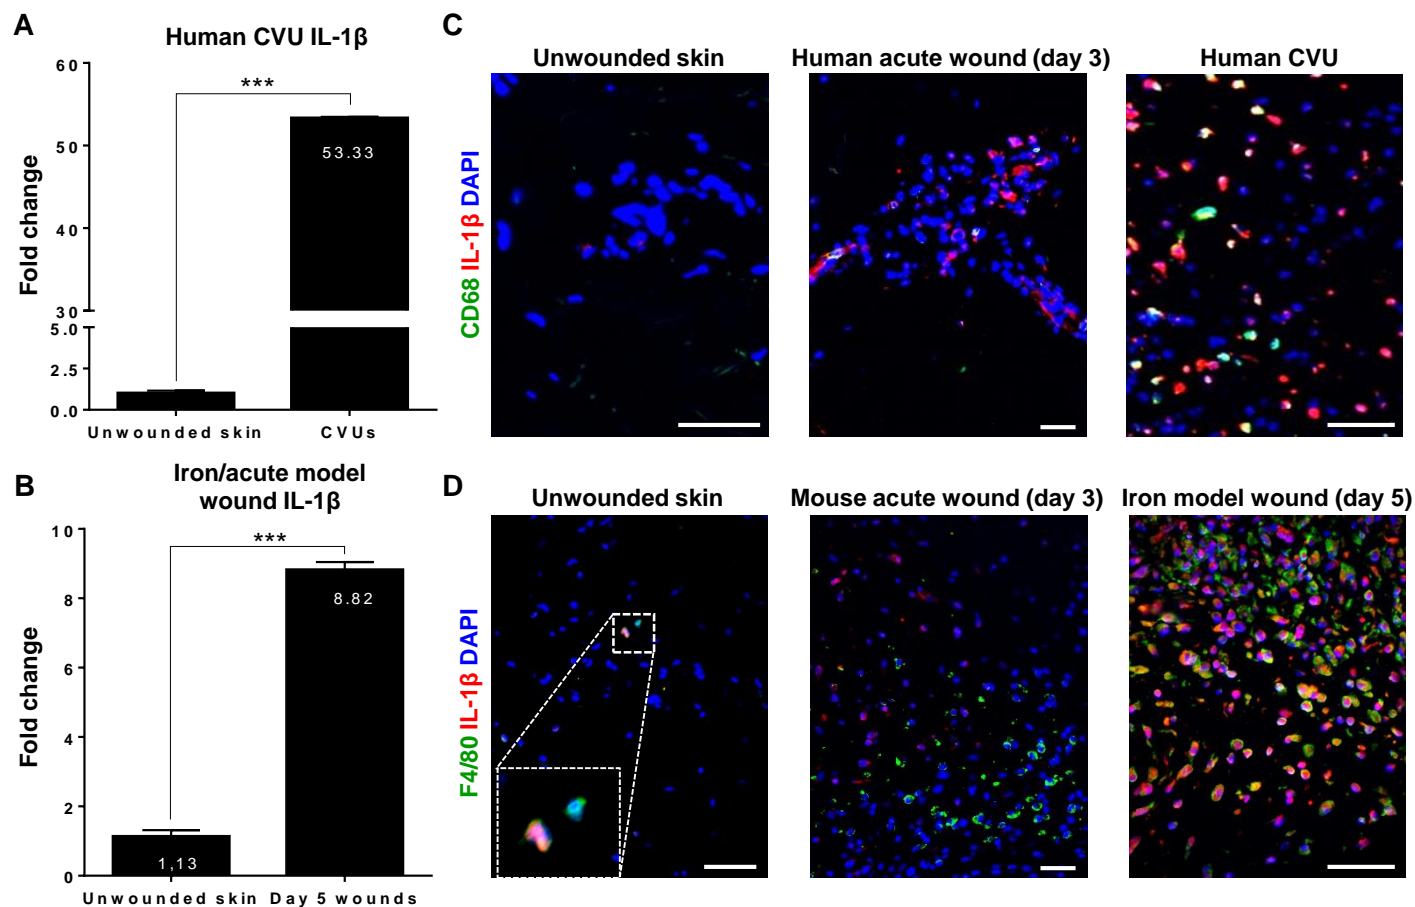 A
Human CVU IL-1β
Fold change
60
50
40
30
5.0
2.5
0.0
***
53.33
Unwounded skin
CVUs
B
Iron/acute model
wound IL-1β
Fold change
10
8
6
4
2
0
***
1,13
8.82
Unwounded skin
Day 5 wounds
C
Unwounded skin
Human acute wound (day 3)
Human CVU
CD68 IL-1β DAPI
D
Unwounded skin
Mouse acute wound (day 3)
Iron model wound (day 5)
F4/80 IL-1β DAPI